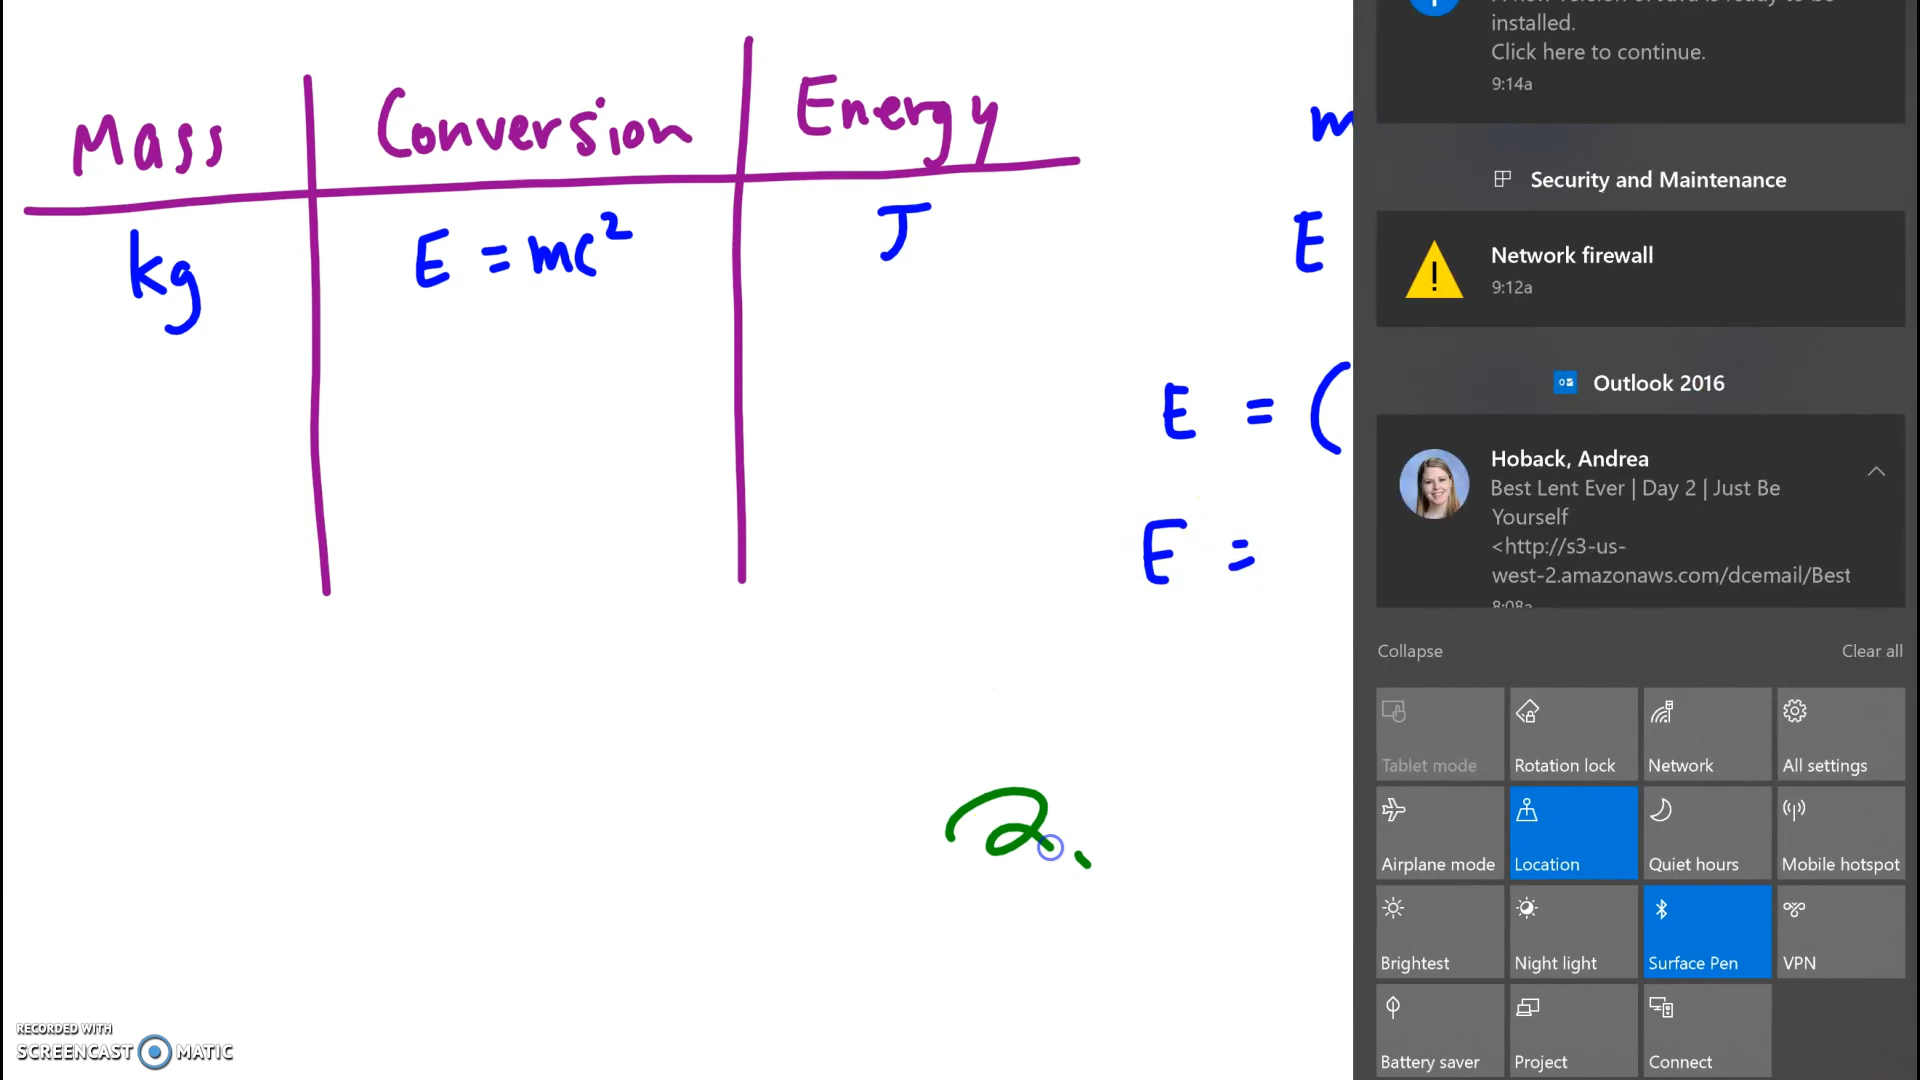 Mass Conversion Energy
kg E = mc² J
m
E
E = (
E =
2.
installed.
Click here to continue.
9:14a
Security and Maintenance
Network firewall
9:12a
Outlook 2016
Hoback, Andrea
Best Lent Ever | Day 2 | Just Be
Yourself
<http://s3-us-
west-2.amazonaws.com/dcemail/Best
8:08a
Collapse Clear all
Tablet mode Rotation lock Network All settings
Airplane mode Location Quiet hours Mobile hotspot
Brightest Night light Surface Pen VPN
Battery saver Project Connect
RECORDED WITH
SCREENCAST MATIC